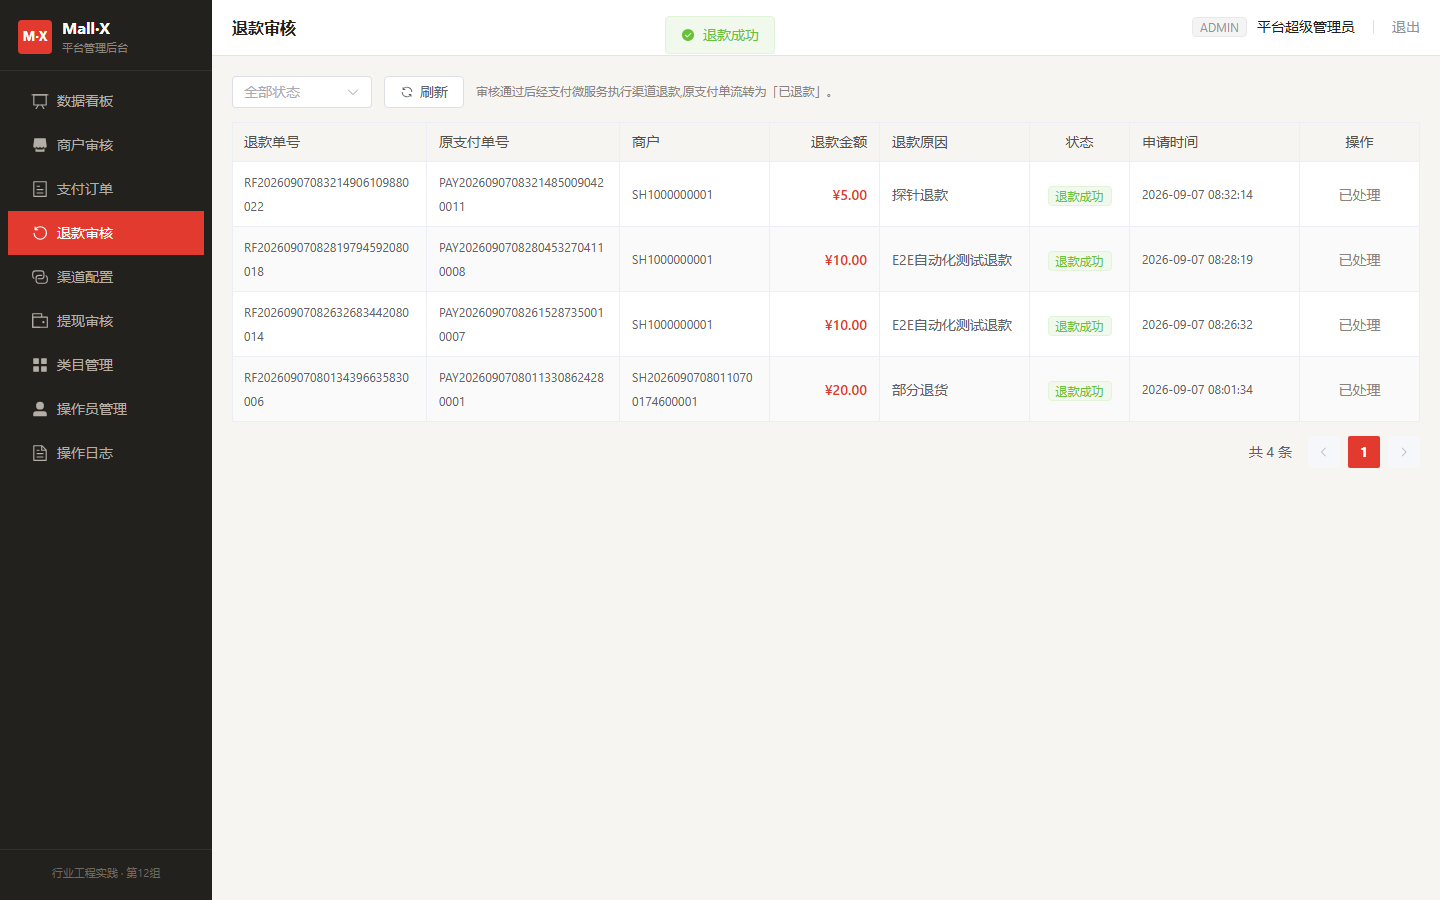 M·X
Mall·X
平台管理后台
数据看板
商户审核
支付订单
退款审核
渠道配置
提现审核
类目管理
操作员管理
操作日志
行业工程实践 · 第12组
退款审核
退款成功
ADMIN 平台超级管理员 退出
全部状态 刷新 审核通过后经支付微服务执行渠道退款,原支付单流转为「已退款」。
退款单号 原支付单号 商户 退款金额 退款原因 状态 申请时间 操作
RF20260907083214906109880
022
PAY2026090708321485009042
0011
SH1000000001 ¥5.00 探针退款 退款成功 2026-09-07 08:32:14 已处理
RF20260907082819794592080
018
PAY2026090708280453270411
0008
SH1000000001 ¥10.00 E2E自动化测试退款 退款成功 2026-09-07 08:28:19 已处理
RF20260907082632683442080
014
PAY2026090708261528735001
0007
SH1000000001 ¥10.00 E2E自动化测试退款 退款成功 2026-09-07 08:26:32 已处理
RF20260907080134396635830
006
PAY2026090708011330862428
0001
SH2026090708011070
0174600001
¥20.00 部分退货 退款成功 2026-09-07 08:01:34 已处理
共 4 条 1